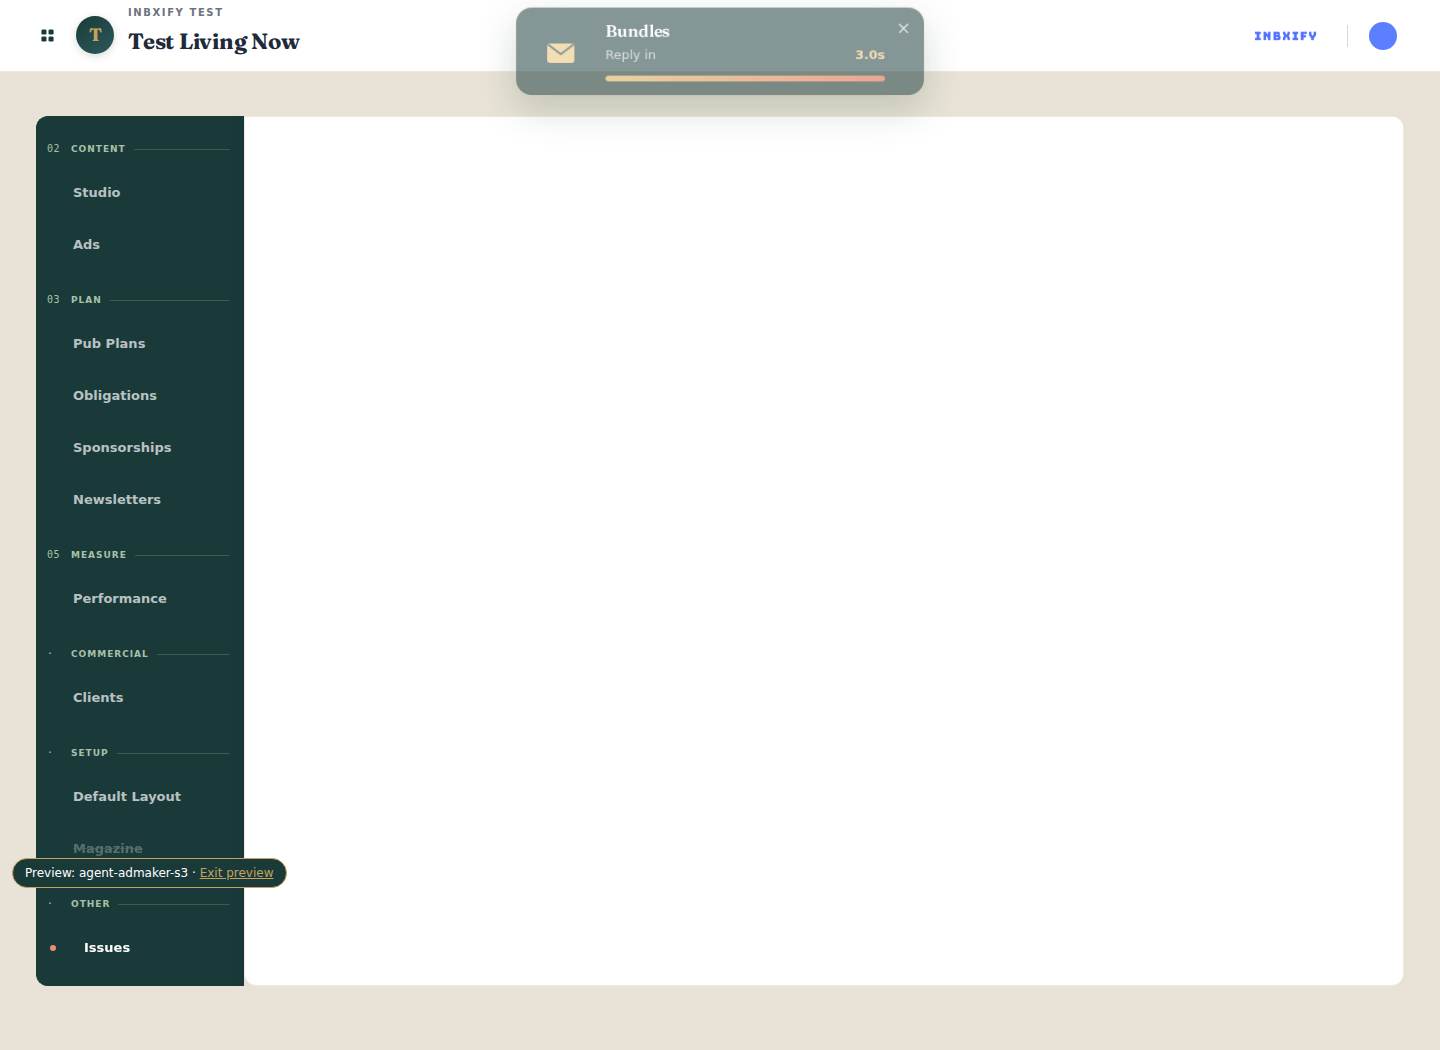 INBXIFY TEST
T
Test Living Now
Bundles
Reply in
3.0s
INBXIFY
02 CONTENT
Studio
Ads
03 PLAN
Pub Plans
Obligations
Sponsorships
Newsletters
05 MEASURE
Performance
· COMMERCIAL
Clients
· SETUP
Default Layout
Magazine
Preview: agent-admaker-s3 · Exit preview
· OTHER
Issues